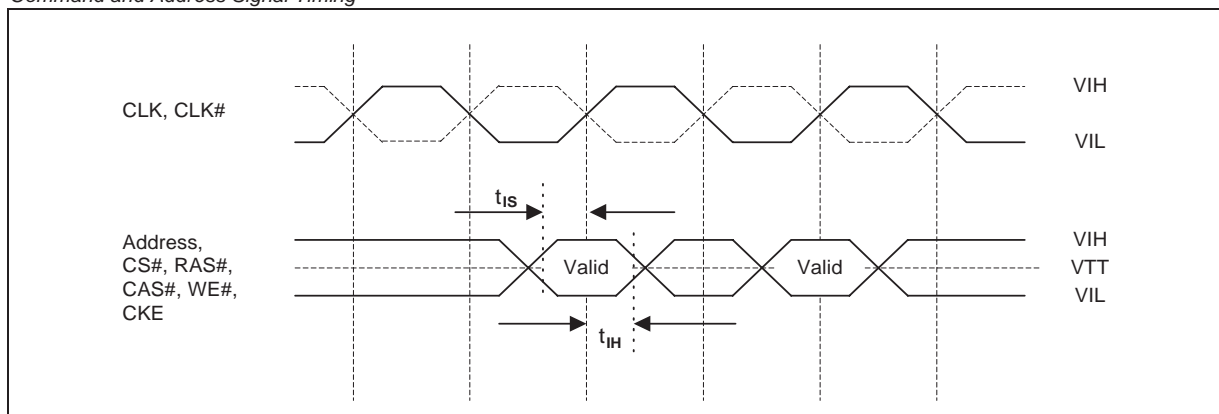 Command and Address Signal Timing
CLK, CLK#
VIH
VIL
tIS
Address,
CS#, RAS#,
CAS#, WE#,
CKE
Valid
Valid
VIH
VTT
VIL
tIH